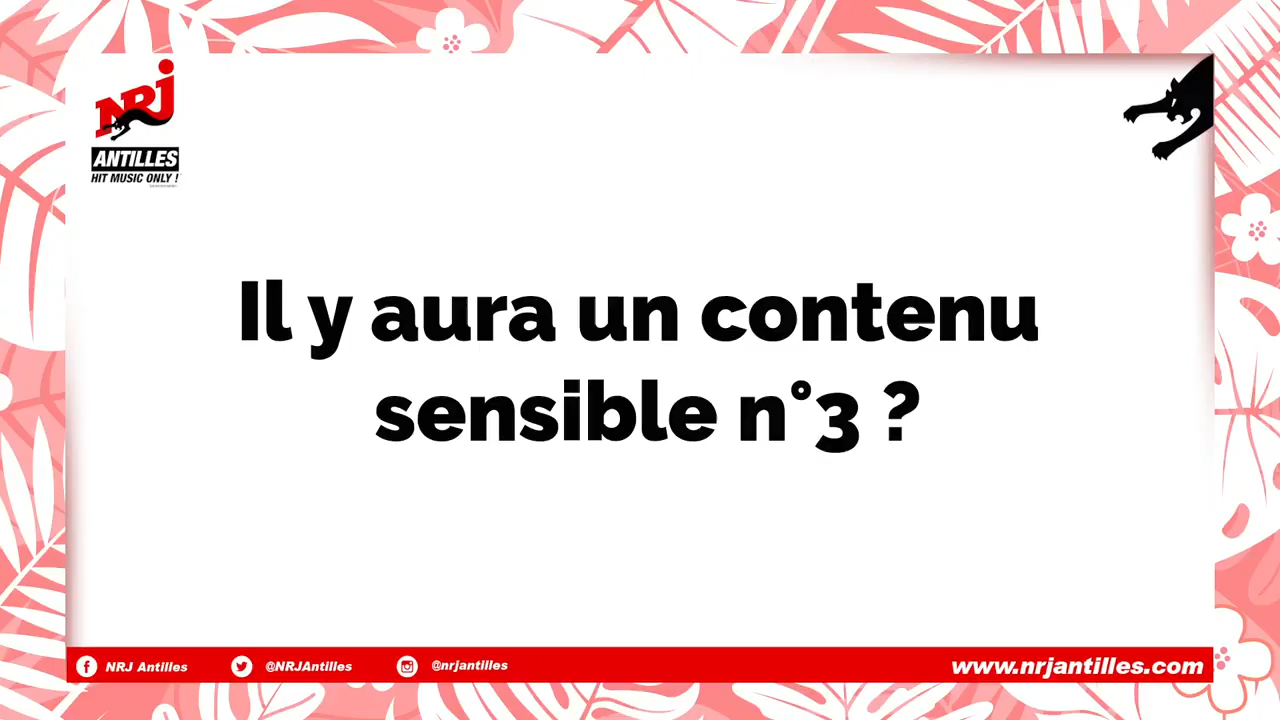 NRJ
ANTILLES
HIT MUSIC ONLY !
Il y aura un contenu
sensible n°3 ?
NRJ Antilles
@NRJAntilles
@nrjantilles
www.nrjantilles.com